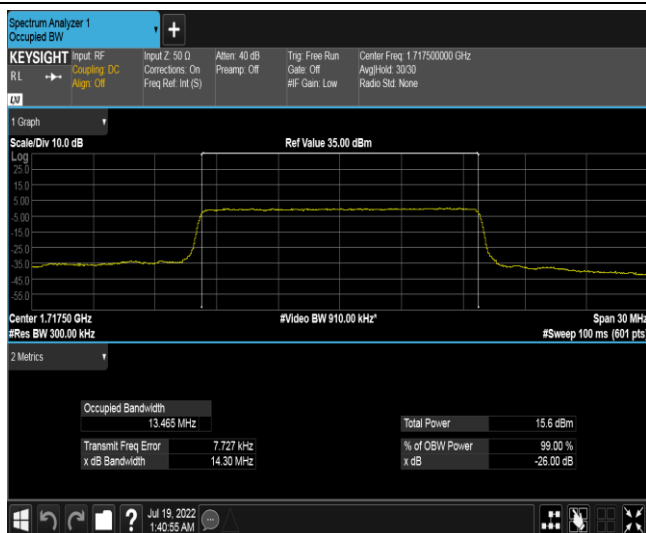 Spectrum Analyzer 1
Occupied BW
+
KEYSIGHT Input: RF Input Z: 50 Ω Atten: 40 dB Trig: Free Run Center Freq: 1.717500000 GHz
RL Coupling: DC Corrections: On Preamp: Off Gate: Off Avg|Hold: 30/30
Align: Off Freq Ref: Int (S) #IF Gain: Low Radio Std: None
LXI
1 Graph
Scale/Div 10.0 dB Ref Value 35.00 dBm
Log
25.0
15.0
5.00
-5.00
-15.0
-25.0
-35.0
-45.0
-55.0
Center 1.71750 GHz #Video BW 910.00 kHz* Span 30 MHz
#Res BW 300.00 kHz #Sweep 100 ms (601 pts
2 Metrics
Occupied Bandwidth
13.465 MHz Total Power 15.6 dBm
Transmit Freq Error 7.727 kHz % of OBW Power 99.00 %
x dB Bandwidth 14.30 MHz x dB -26.00 dB
? Jul 19, 2022
1:40:55 AM